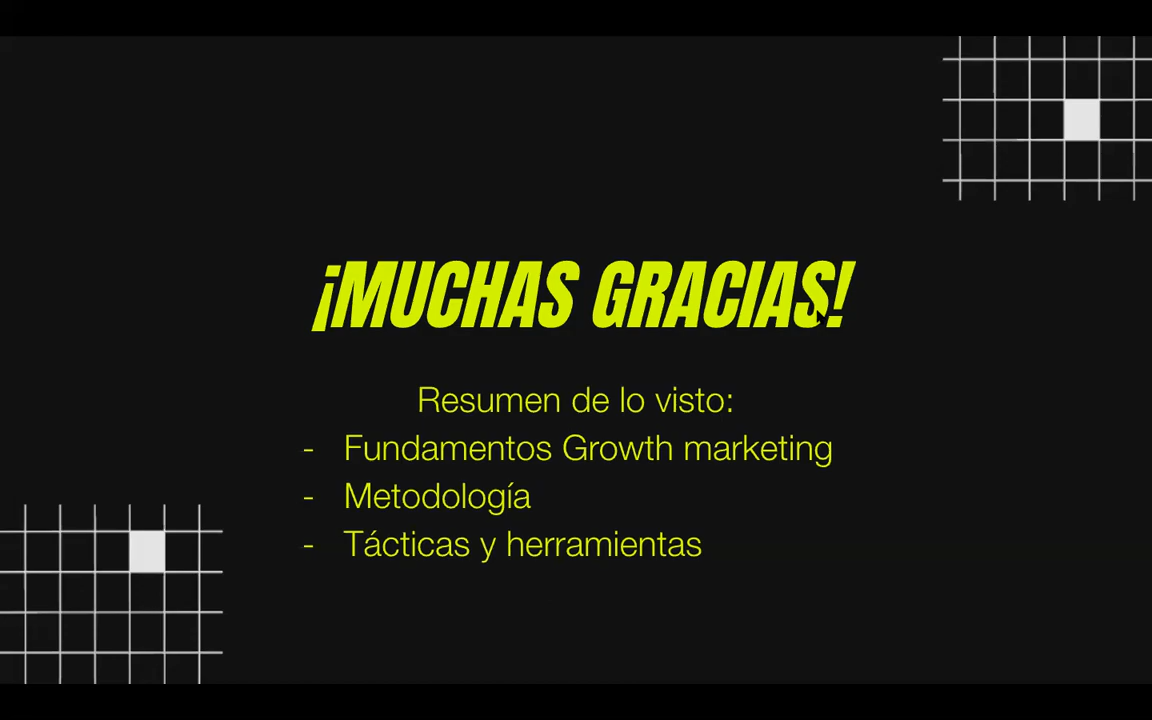 ¡MUCHAS GRACIAS!
Resumen de lo visto:
- Fundamentos Growth marketing
- Metodología
- Tácticas y herramientas